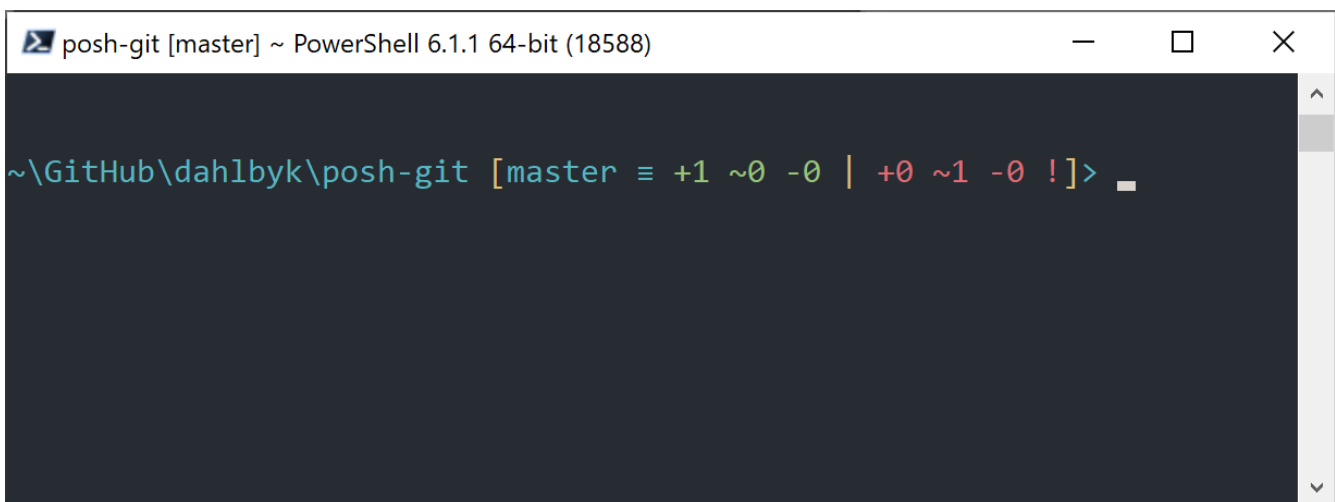 posh-git [master] ~ PowerShell 6.1.1 64-bit (18588)
~\GitHub\dahlbyk\posh-git [master ≡ +1 ~0 -0 | +0 ~1 -0 !]>